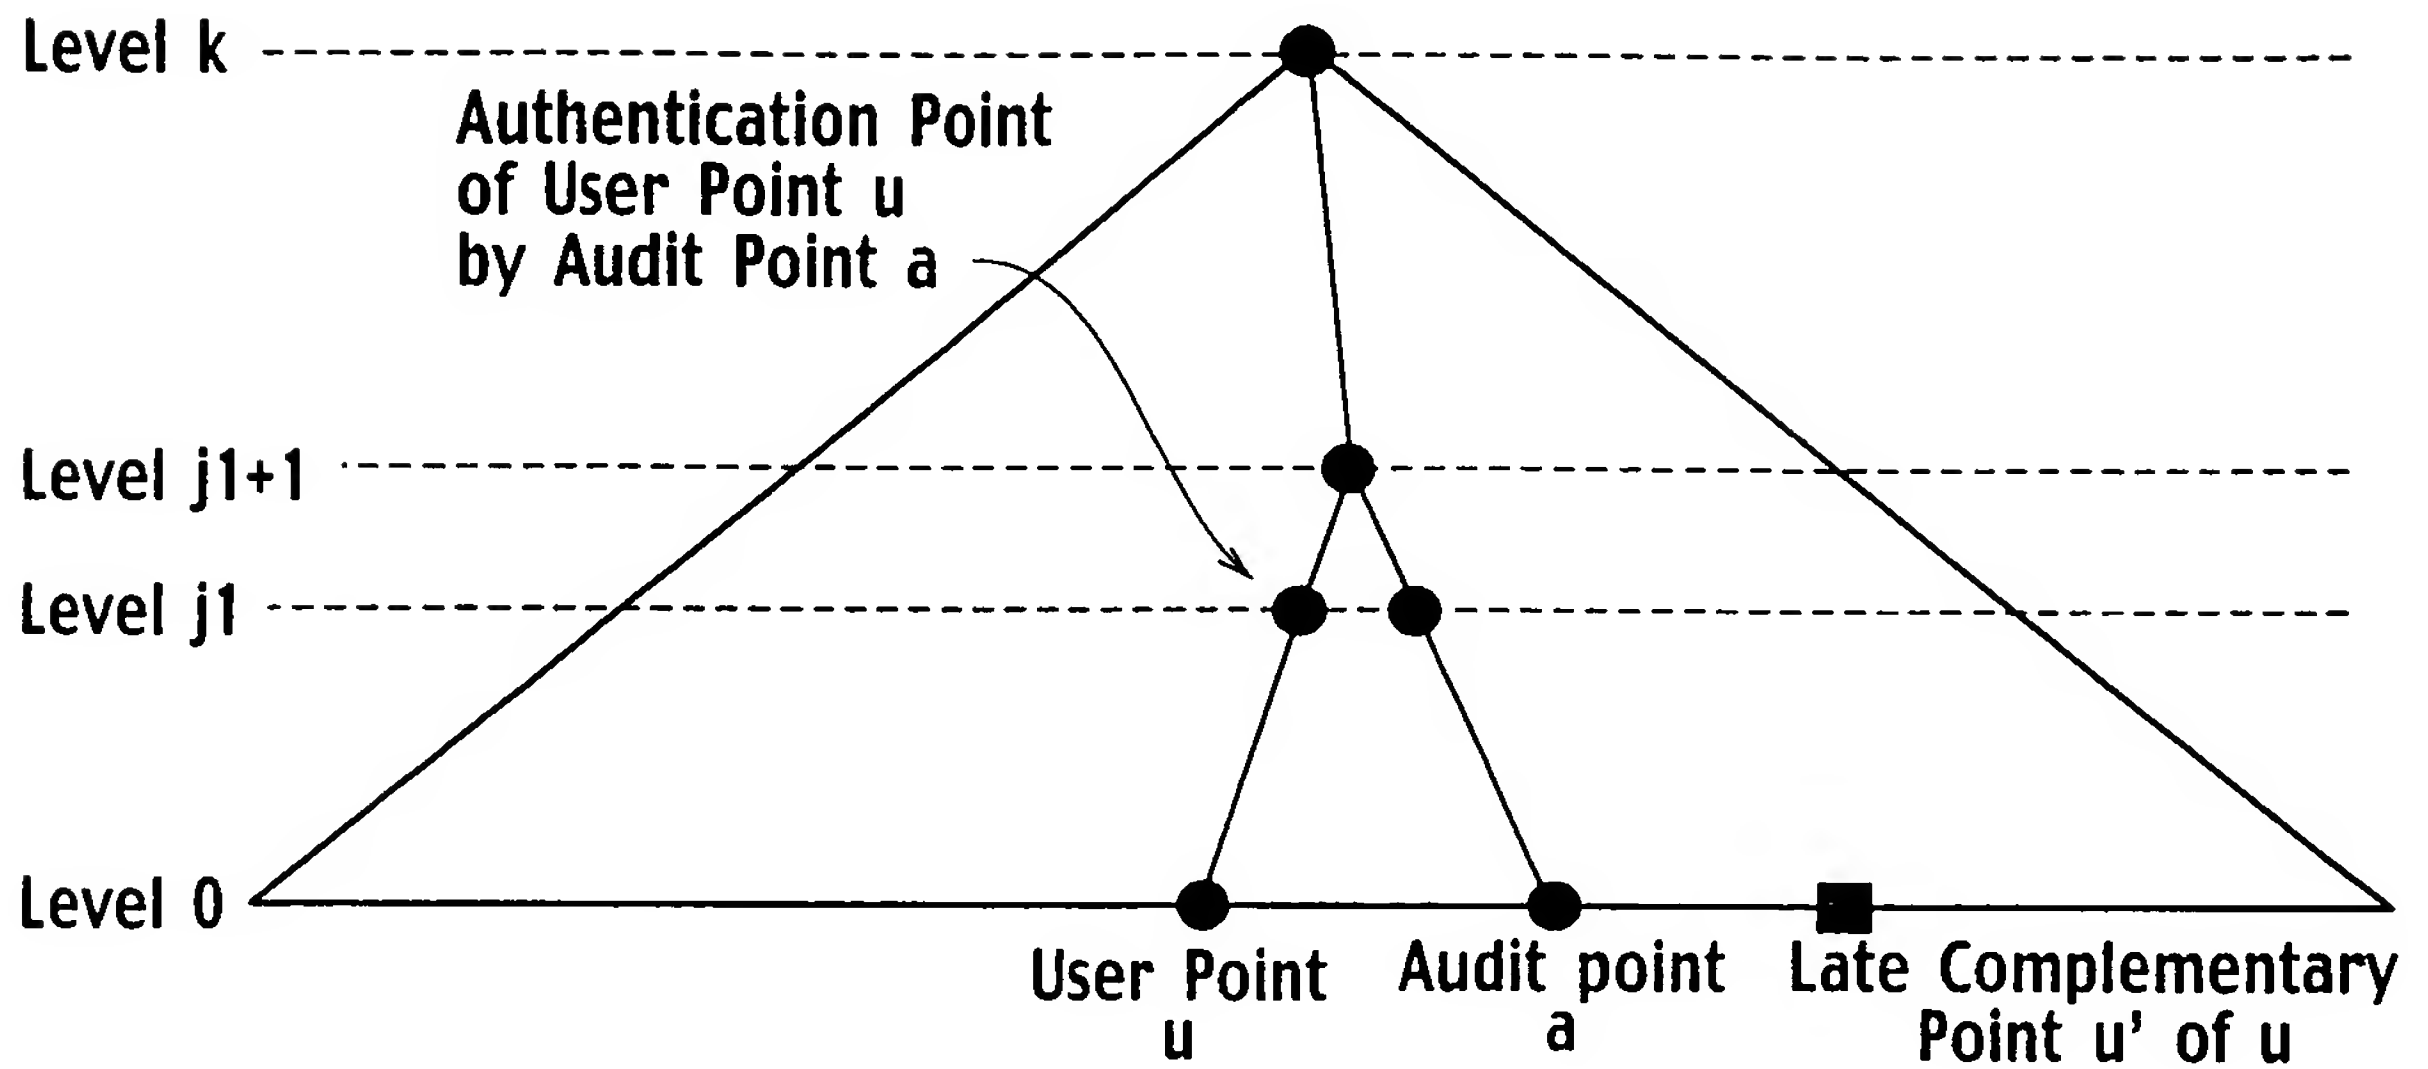 Level k
Authentication Point
of User Point u
by Audit Point a
Level j1+1
Level j1
Level 0
User Point
u
Audit point
a
Late Complementary
Point u' of u